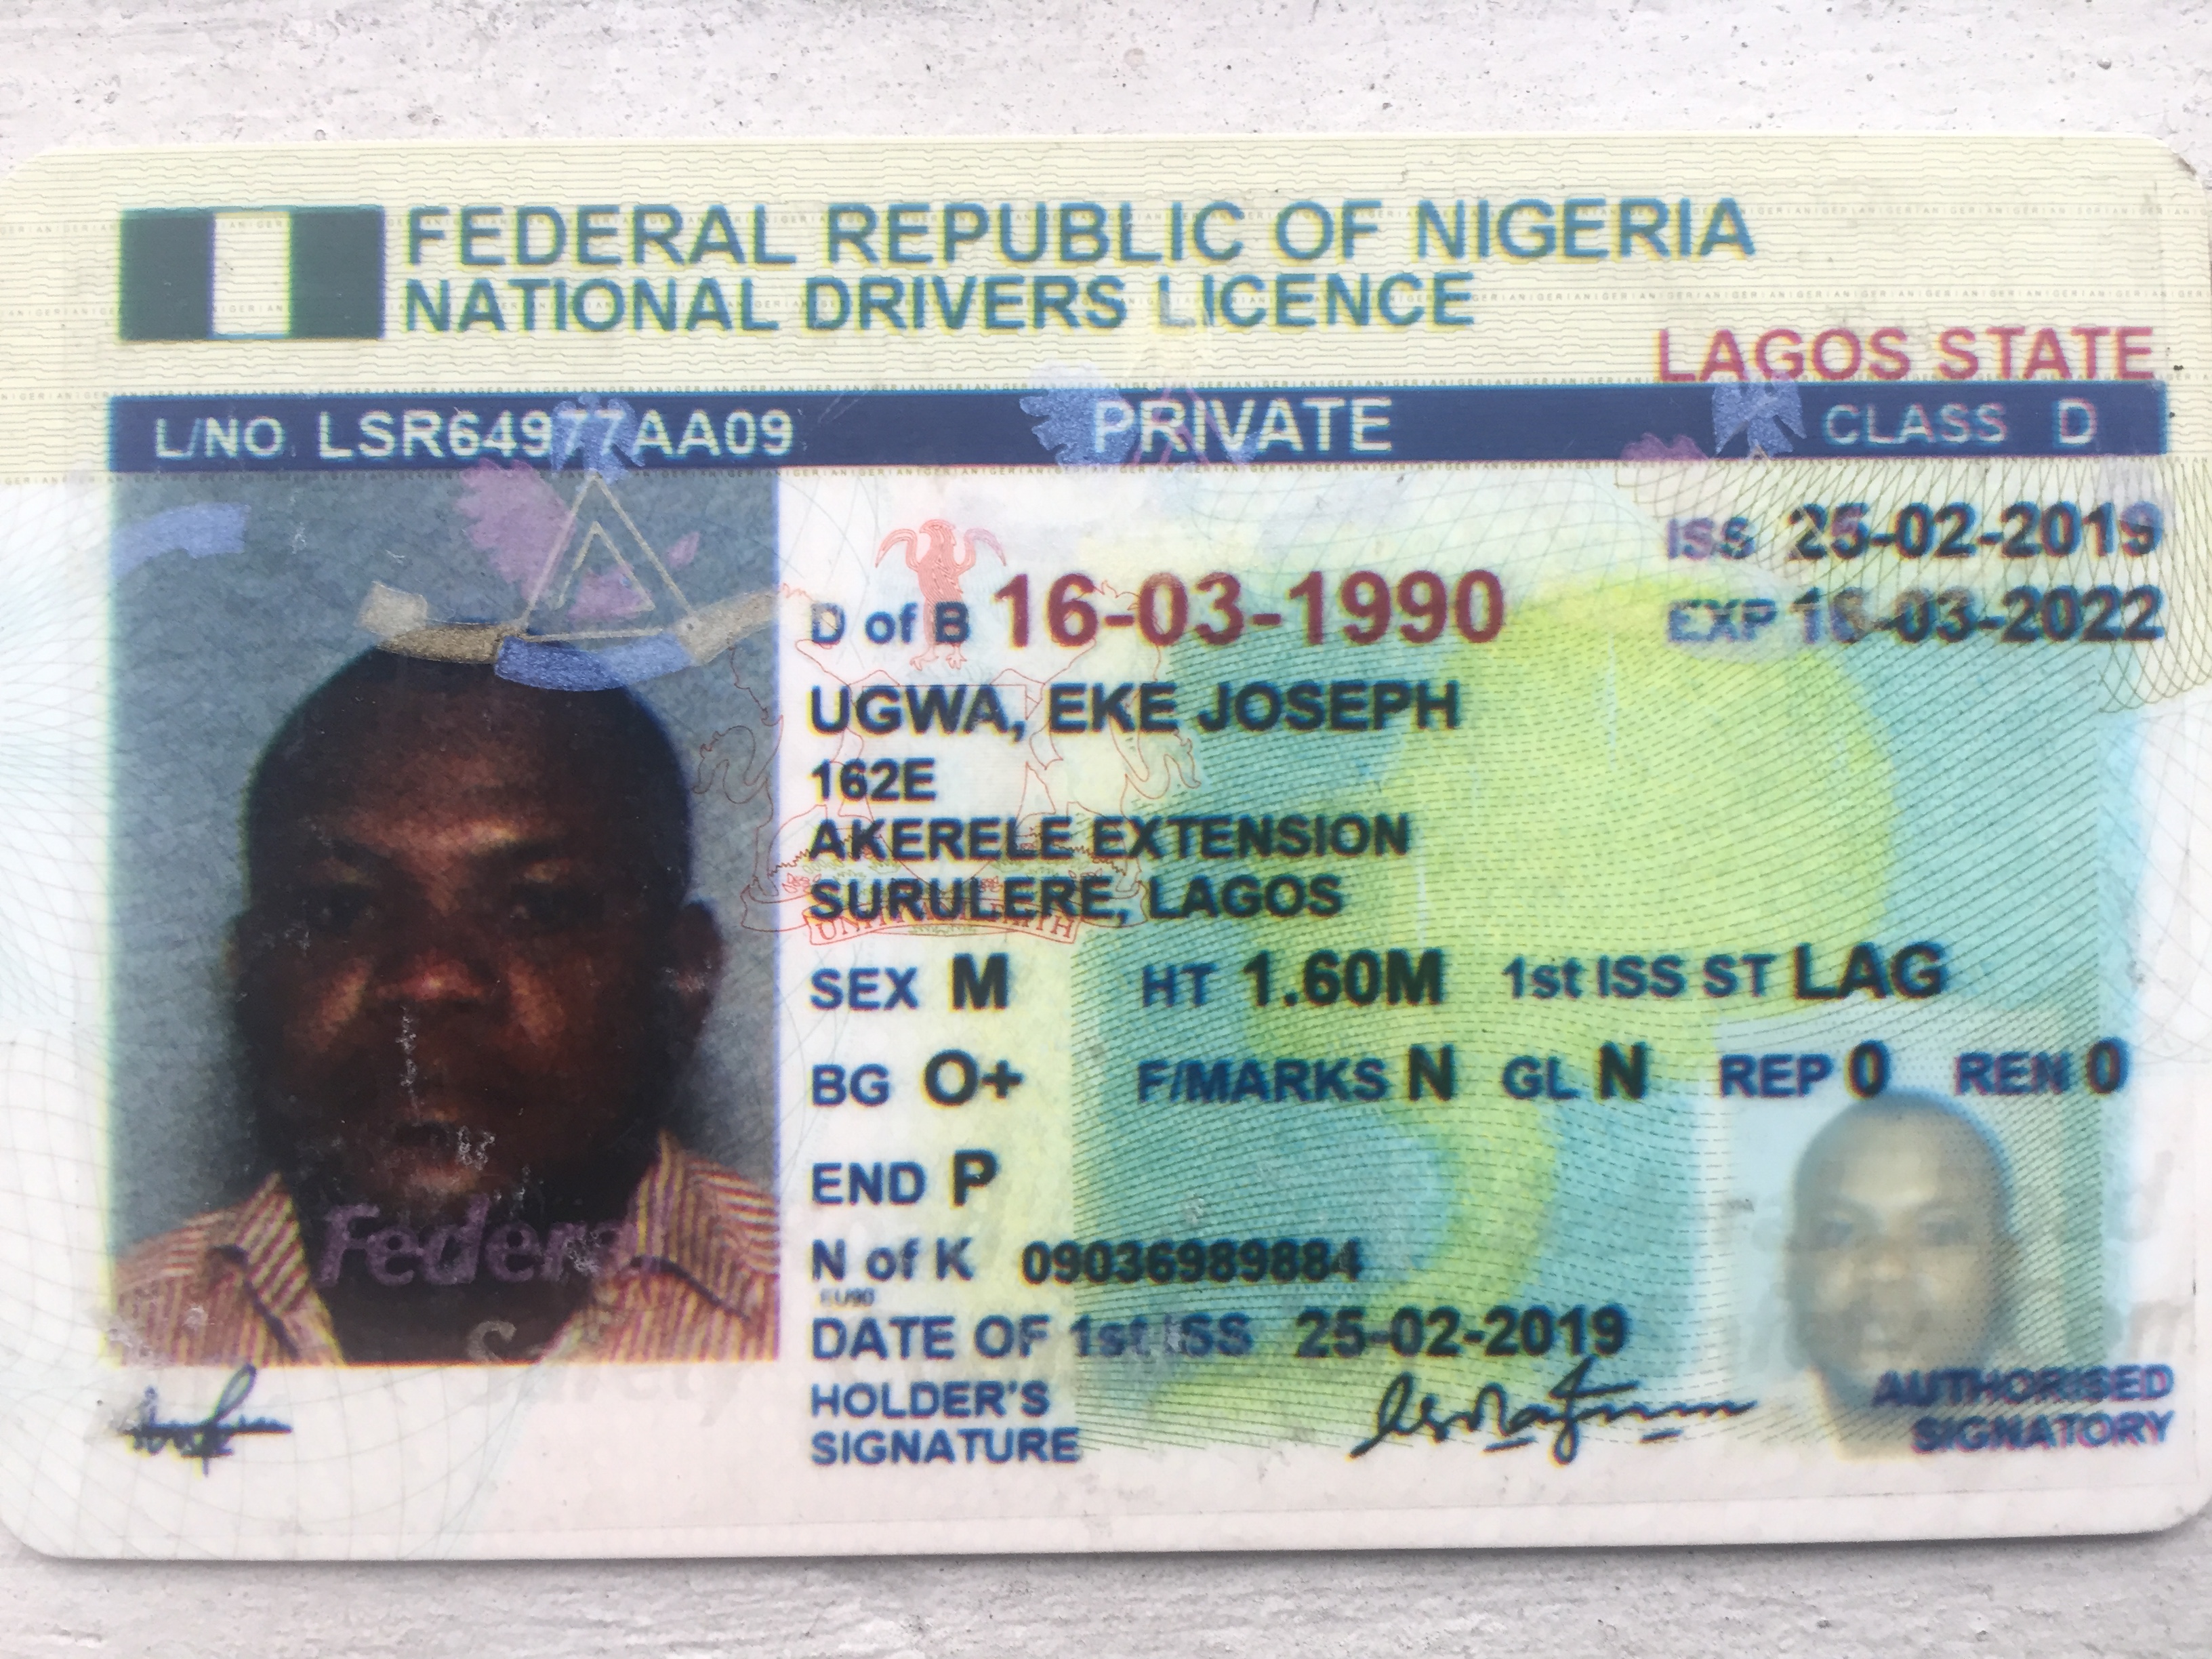 FEDERAL REPUBLIC OF NIGERIA
NATIONAL DRIVERS LICENCE
LAGOS STATE
L/NO LSR64977AA09 PRIVATE CLASS D
ISS 25-02-2019
D of B 16-03-1990 EXP 16-03-2022
UGWA, EKE JOSEPH
162E
AKERELE EXTENSION
SURULERE, LAGOS
SEX M HT 1.60M 1st ISS ST LAG
BG O+ F/MARKS N GL N REP 0 REN 0
END P
N of K 09036989884
DATE OF 1st ISS 25-02-2019
HOLDER'S
SIGNATURE
AUTHORISED
SIGNATORY